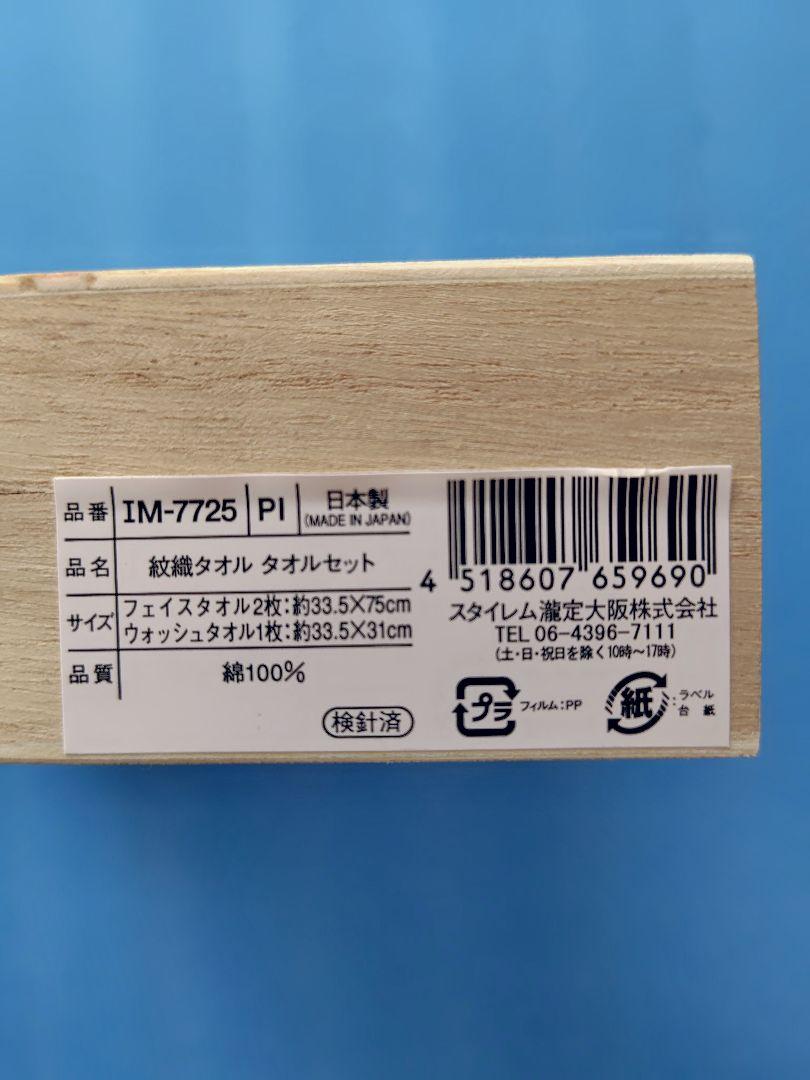 品番 IM-7725 PI 日本製
(MADE IN JAPAN)
品名 紋織タオル タオルセット
サイズ フェイスタオル2枚:約33.5×75cm
ウォッシュタオル1枚:約33.5×31cm
品質 綿100%
検針済
4 518607 659690
スタイレム瀧定大阪株式会社
TEL 06-4396-7111
(土・日・祝日を除く10時〜17時)
プラ フィルム:PP
紙 :ラベル
台紙